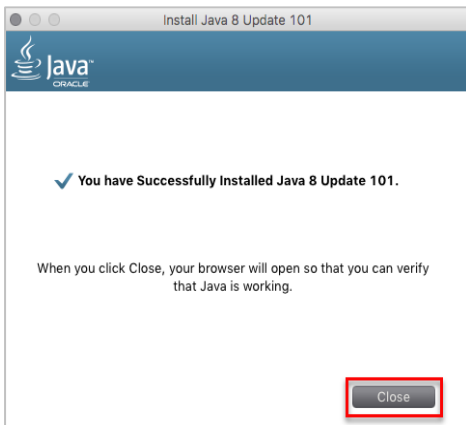 Install Java 8 Update 101
Java™
ORACLE
You have Successfully Installed Java 8 Update 101.
When you click Close, your browser will open so that you can verify
that Java is working.
Close